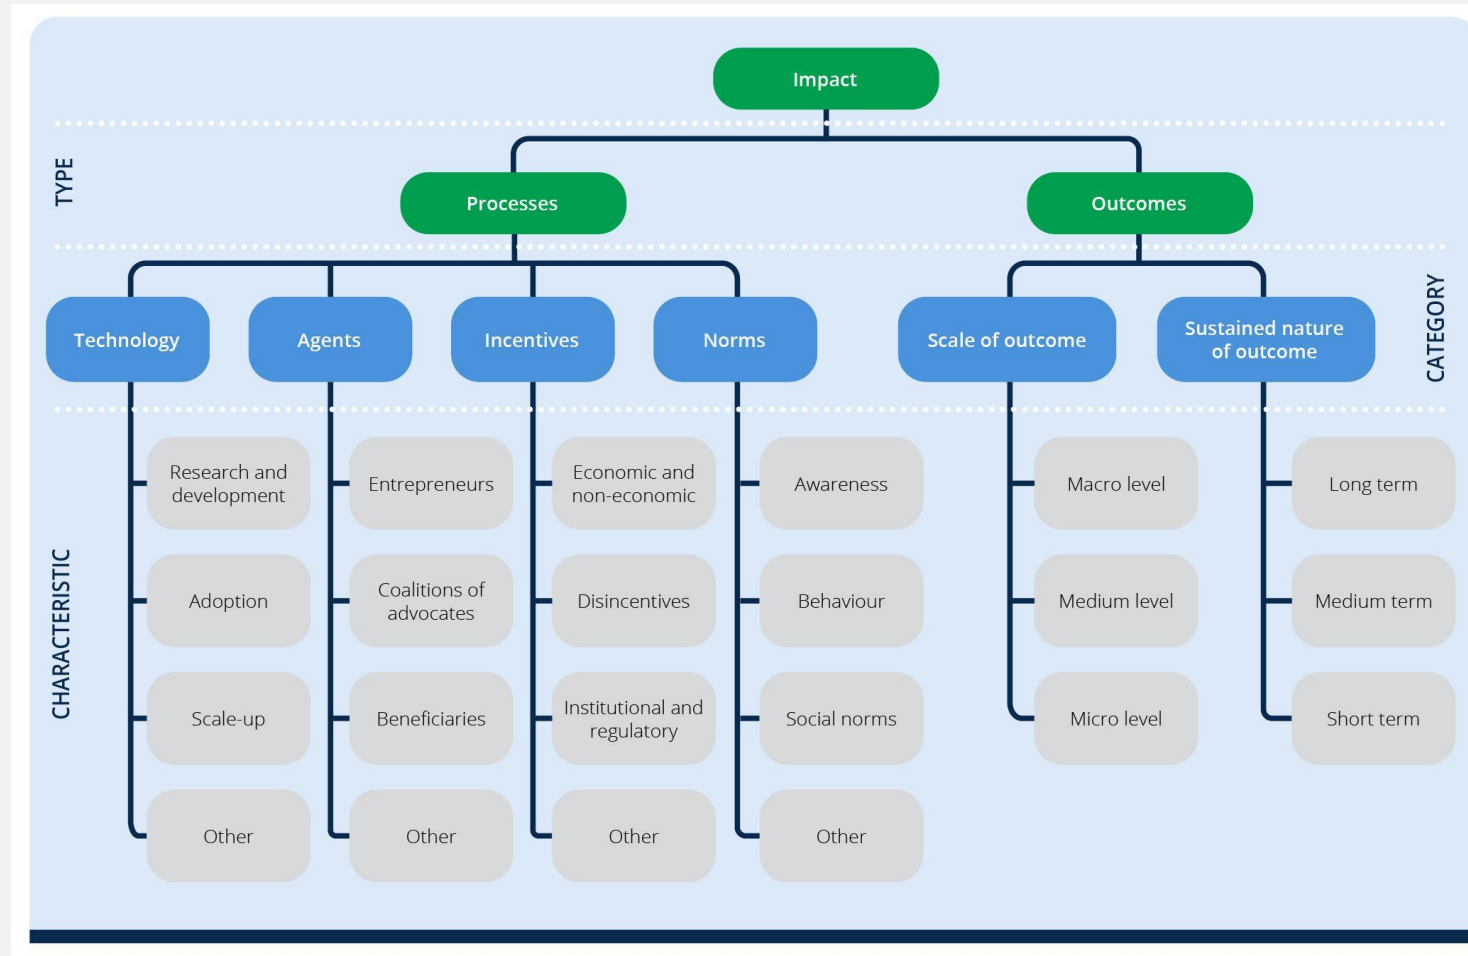 Impact
TYPE
Processes
Outcomes
CATEGORY
Technology
Agents
Incentives
Norms
Scale of outcome
Sustained nature
of outcome
CHARACTERISTIC
Research and
development
Entrepreneurs
Economic and
non-economic
Awareness
Macro level
Long term
Adoption
Coalitions of
advocates
Disincentives
Behaviour
Medium level
Medium term
Scale-up
Beneficiaries
Institutional and
regulatory
Social norms
Micro level
Short term
Other
Other
Other
Other